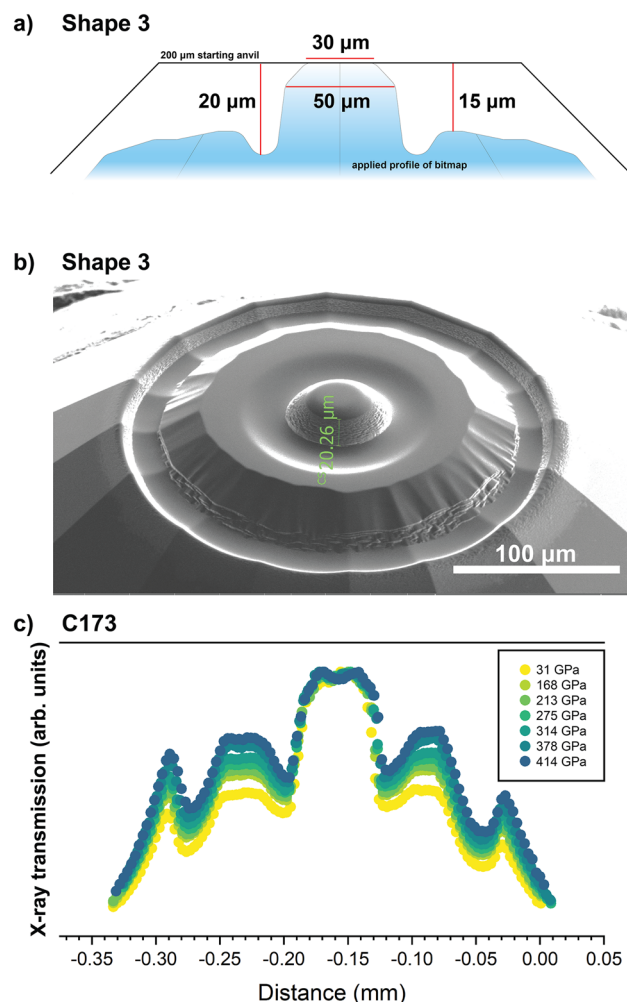 a) Shape 3
30 µm
200 µm starting anvil
20 µm
50 µm
15 µm
applied profile of bitmap
b) Shape 3
20.26 µm
100 µm
c) C173
X-ray transmission (arb. units)
31 GPa
168 GPa
213 GPa
275 GPa
314 GPa
378 GPa
414 GPa
-0.35 -0.30 -0.25 -0.20 -0.15 -0.10 -0.05 0.00 0.05
Distance (mm)